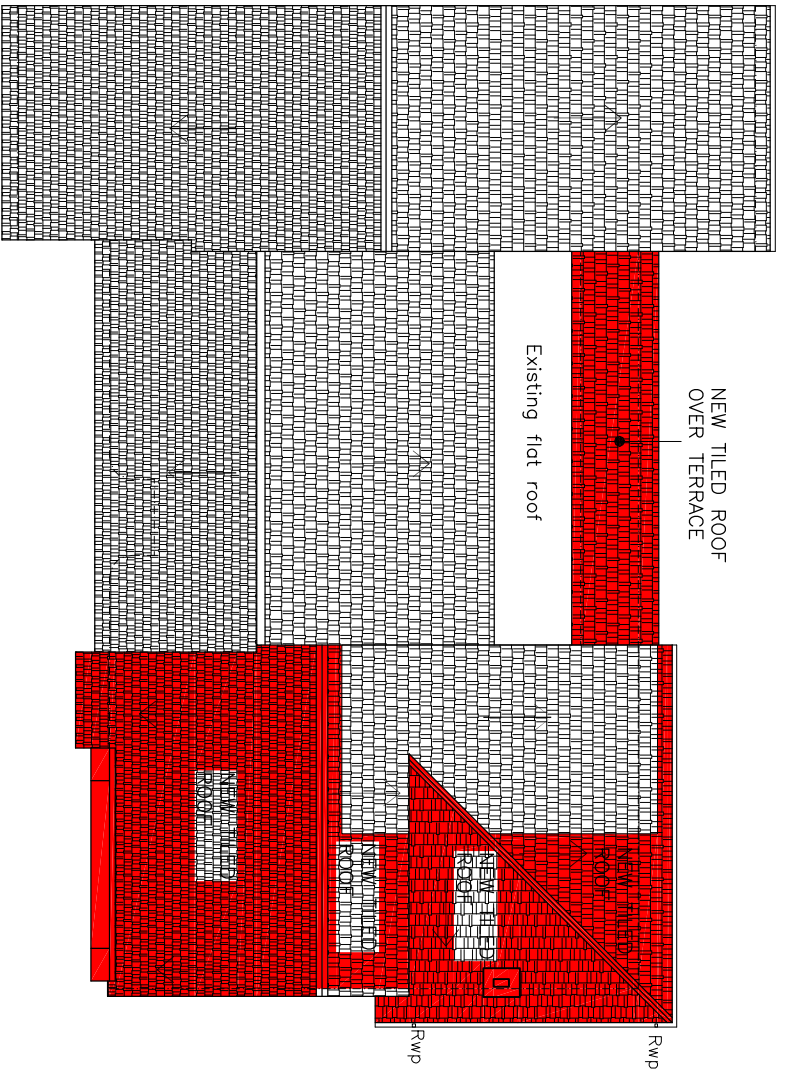 NEW TILED ROOF
OVER TERRACE
Existing flat roof
NEW TILED
ROOF
NEW TILED
ROOF
NEW TILED
ROOF
NEW TILED
ROOF
Rwp
Rwp